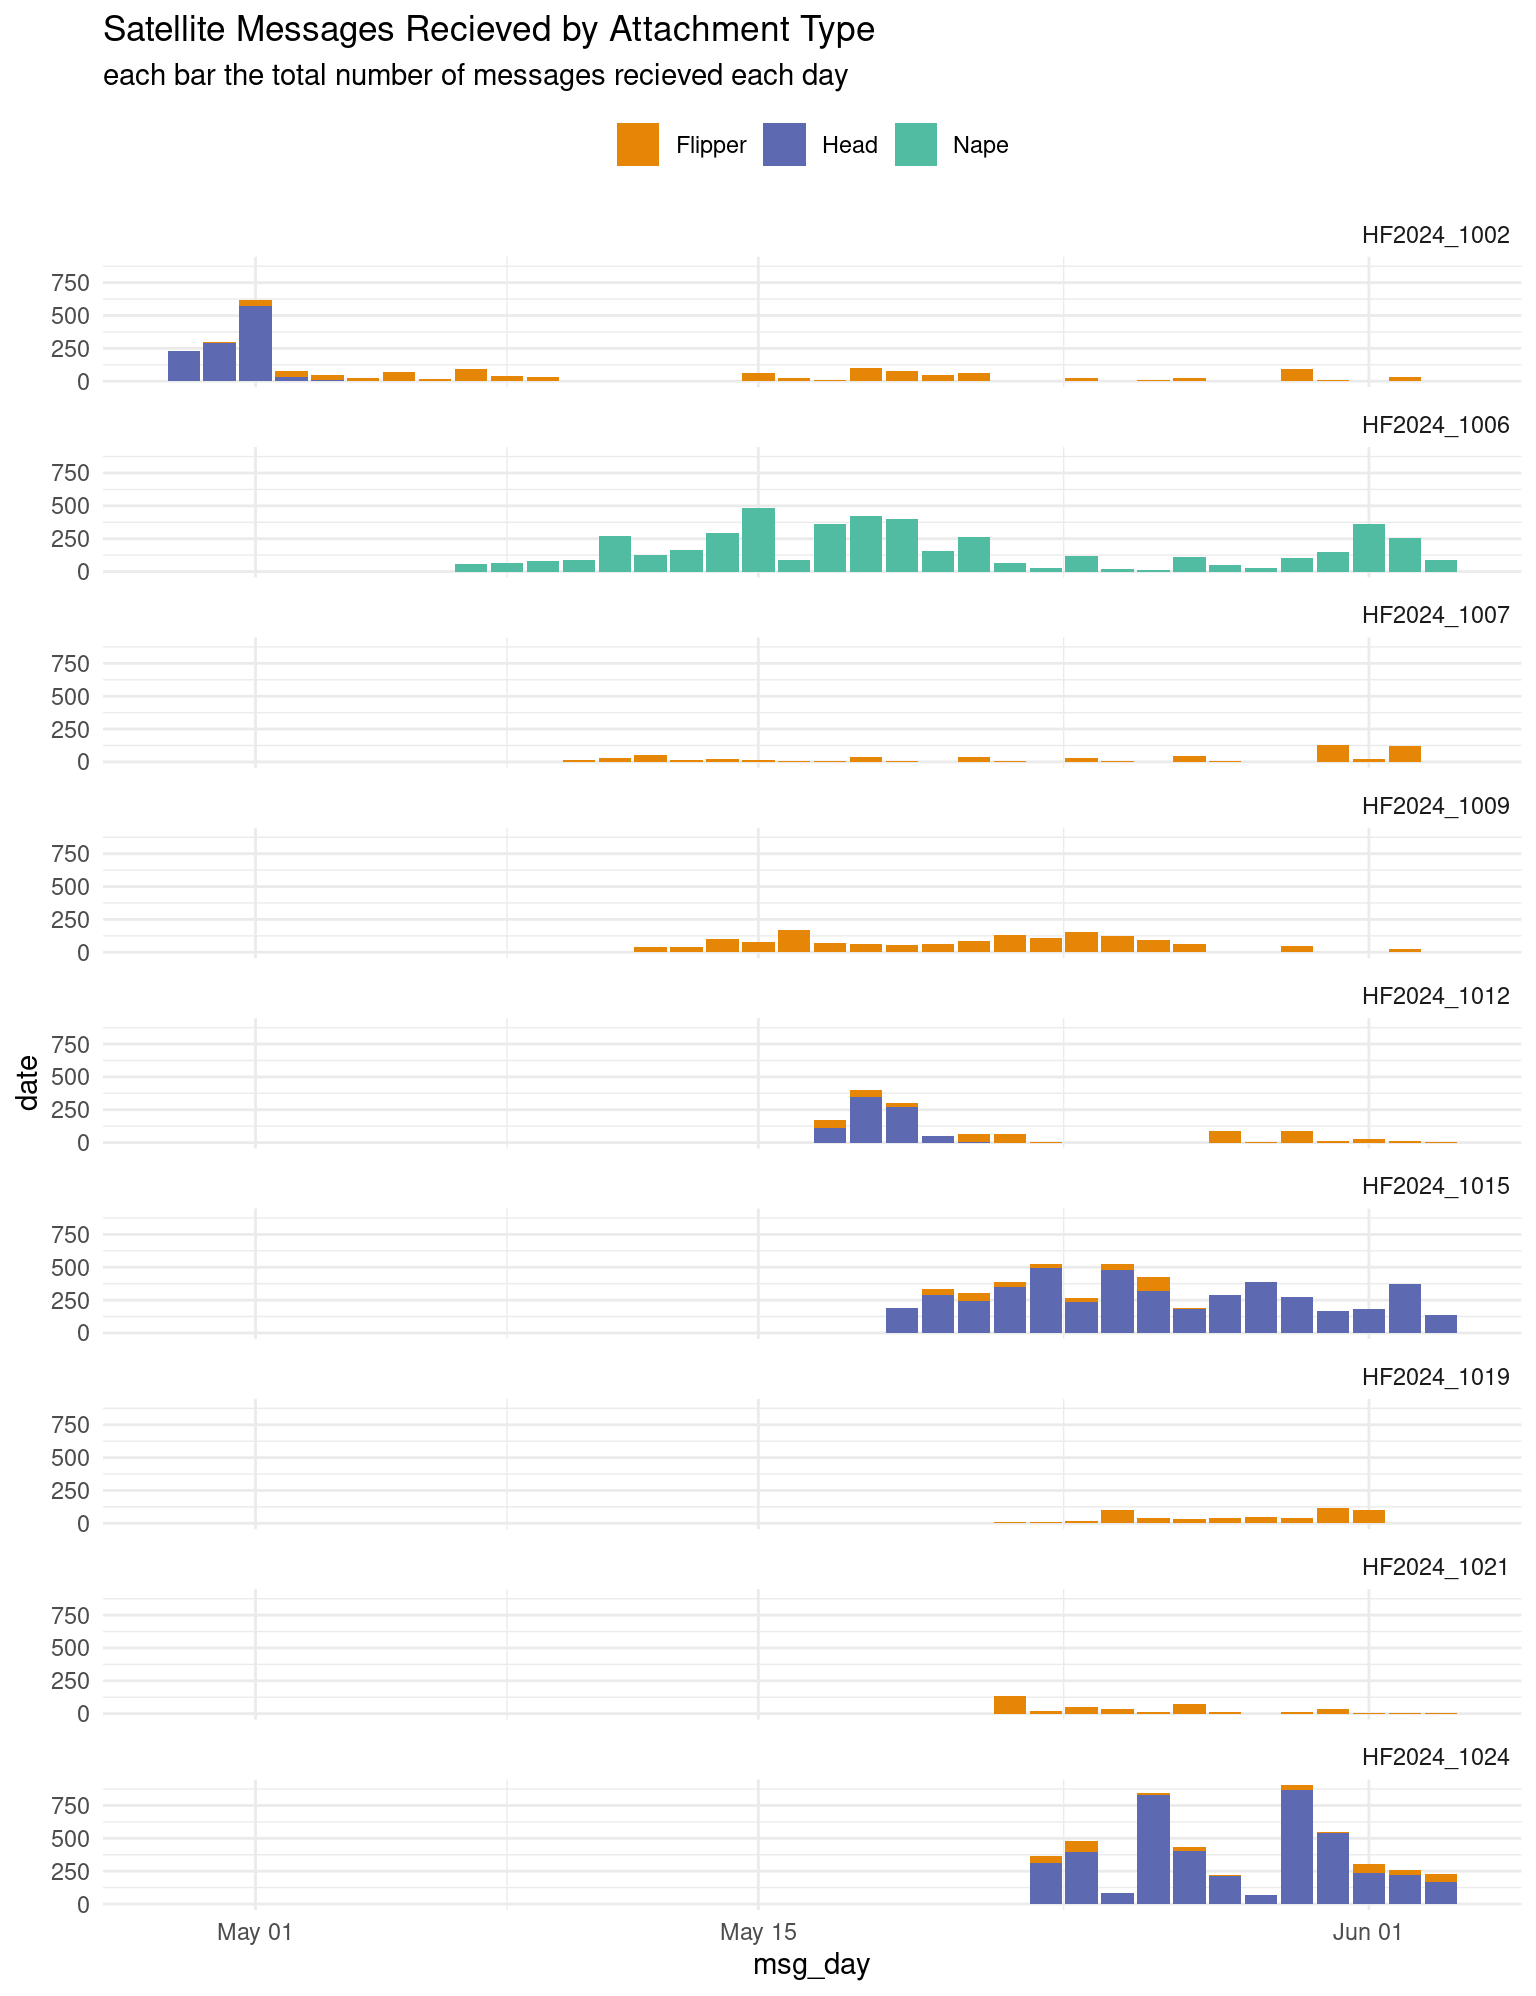 Satellite Messages Recieved by Attachment Type
each bar the total number of messages recieved each day
Flipper Head Nape
HF2024_1002
750
500
250
0
HF2024_1006
750
500
250
0
HF2024_1007
750
500
250
0
HF2024_1009
750
500
250
0
HF2024_1012
750
500
250
0
date
HF2024_1015
750
500
250
0
HF2024_1019
750
500
250
0
HF2024_1021
750
500
250
0
HF2024_1024
750
500
250
0
May 01 May 15 Jun 01
msg_day